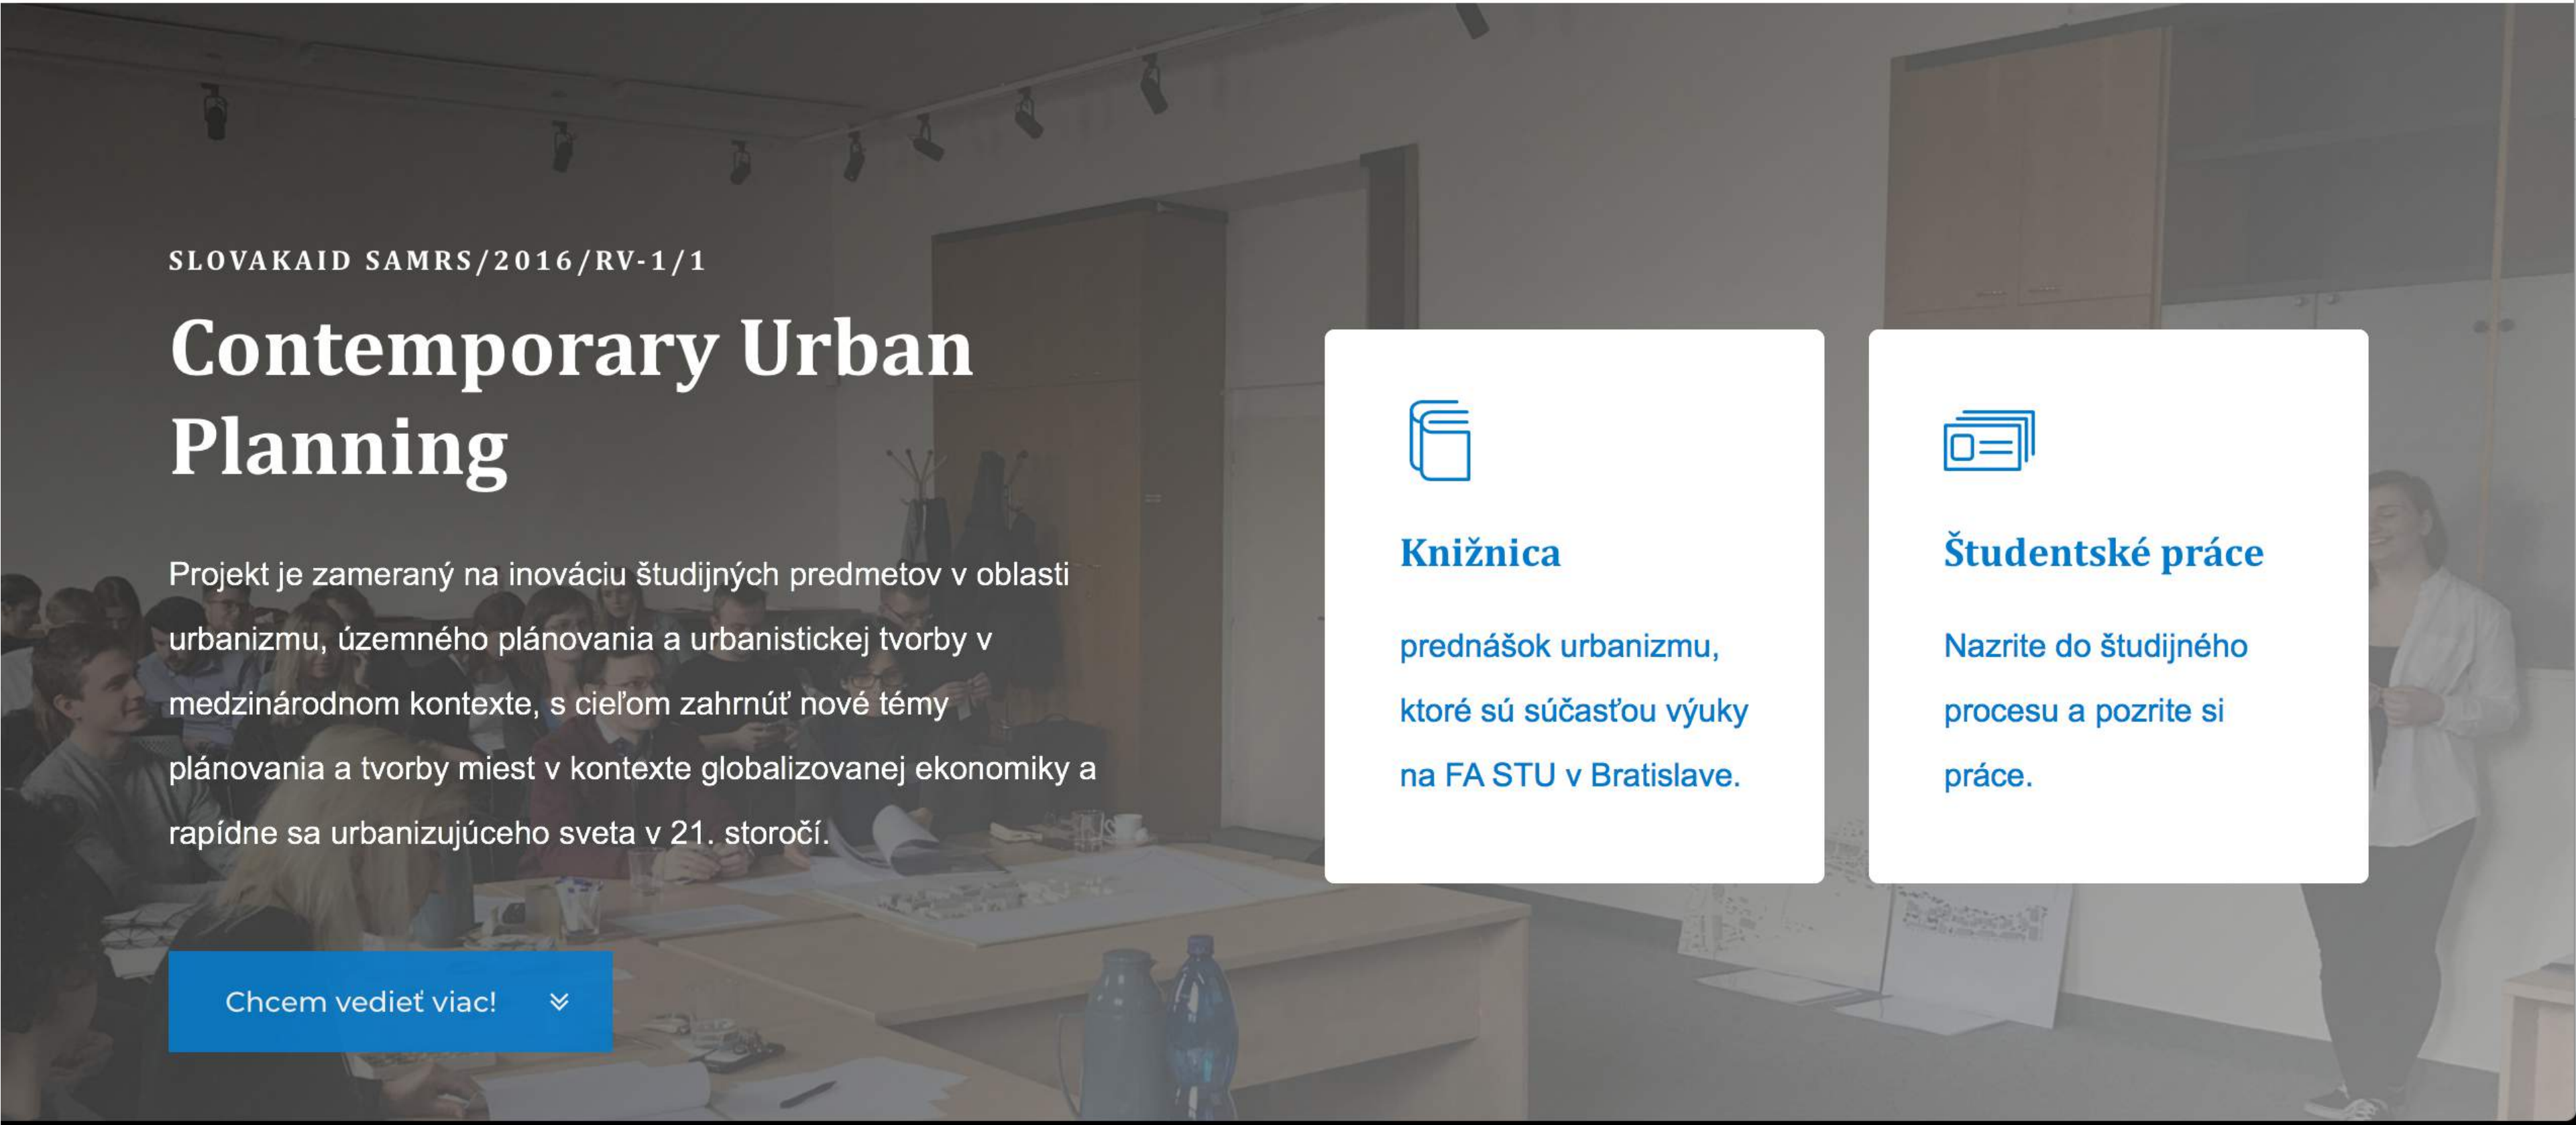 SLOVAKAID SAMRS/2016/RV-1/1
Contemporary Urban
Planning
Projekt je zameraný na inováciu študijných predmetov v oblasti
urbanizmu, územného plánovania a urbanistickej tvorby v
medzinárodnom kontexte, s cieľom zahrnúť nové témy
plánovania a tvorby miest v kontexte globalizovanej ekonomiky a
rapídne sa urbanizujúceho sveta v 21. storočí.
Chcem vedieť viac!
Knižnica
prednášok urbanizmu,
ktoré sú súčasťou výuky
na FA STU v Bratislave.
Študentské práce
Nazrite do študijného
procesu a pozrite si
práce.